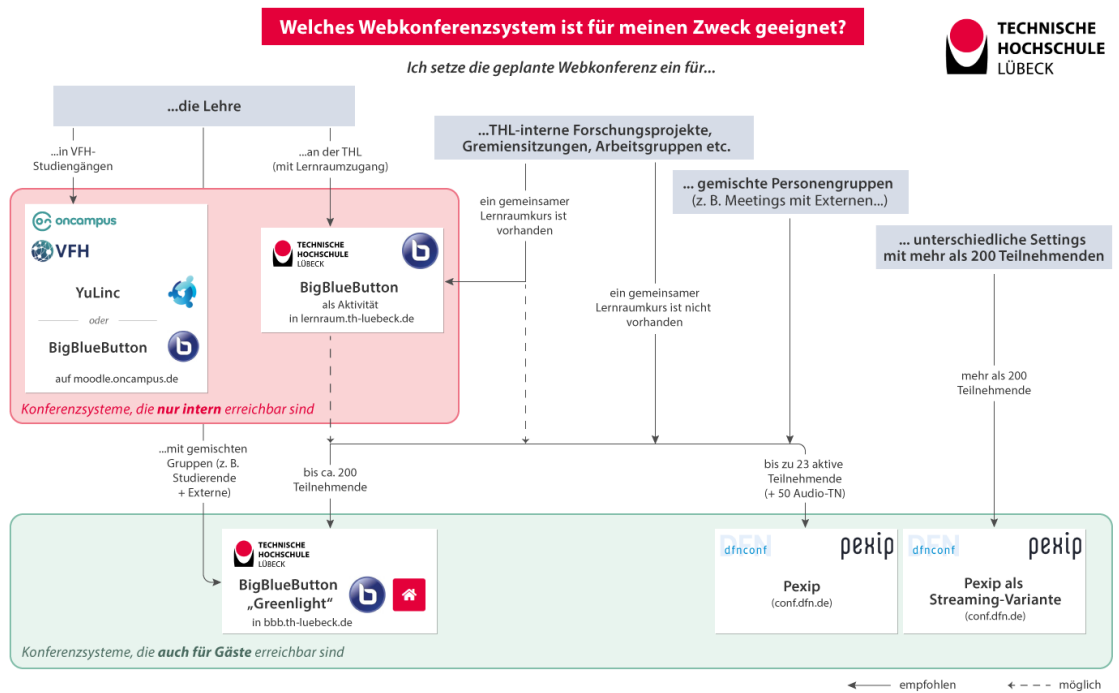 Welches Webkonferenzsystem ist für meinen Zweck geeignet?
TECHNISCHE
HOCHSCHULE
LÜBECK
Ich setze die geplante Webkonferenz ein für...
...die Lehre
...in VFH-
Studiengängen
...an der THL
(mit Lernraumzugang)
...THL-interne Forschungsprojekte,
Gremiensitzungen, Arbeitsgruppen etc.
... gemischte Personengruppen
(z. B. Meetings mit Externen...)
... unterschiedliche Settings
mit mehr als 200 Teilnehmenden
ein gemeinsamer
Lernraumkurs ist
vorhanden
oncampus
VFH
YuLinc
oder
BigBlueButton
auf moodle.oncampus.de
TECHNISCHE
HOCHSCHULE
LÜBECK
b
BigBlueButton
als Aktivität
in lernraum.th-luebeck.de
ein gemeinsamer
Lernraumkurs ist nicht
vorhanden
mehr als 200
Teilnehmende
Konferenzsysteme, die nur intern erreichbar sind
...mit gemischten
Gruppen (z. B.
Studierende
+ Externe)
bis ca. 200
Teilnehmende
bis zu 23 aktive
Teilnehmende
(+ 50 Audio-TN)
TECHNISCHE
HOCHSCHULE
LÜBECK
BigBlueButton
„Greenlight“
in bbb.th-luebeck.de
b
DFN
dfnconf
pexip
Pexip
(conf.dfn.de)
DFN
dfnconf
pexip
Pexip als
Streaming-Variante
(conf.dfn.de)
Konferenzsysteme, die auch für Gäste erreichbar sind
empfohlen
möglich